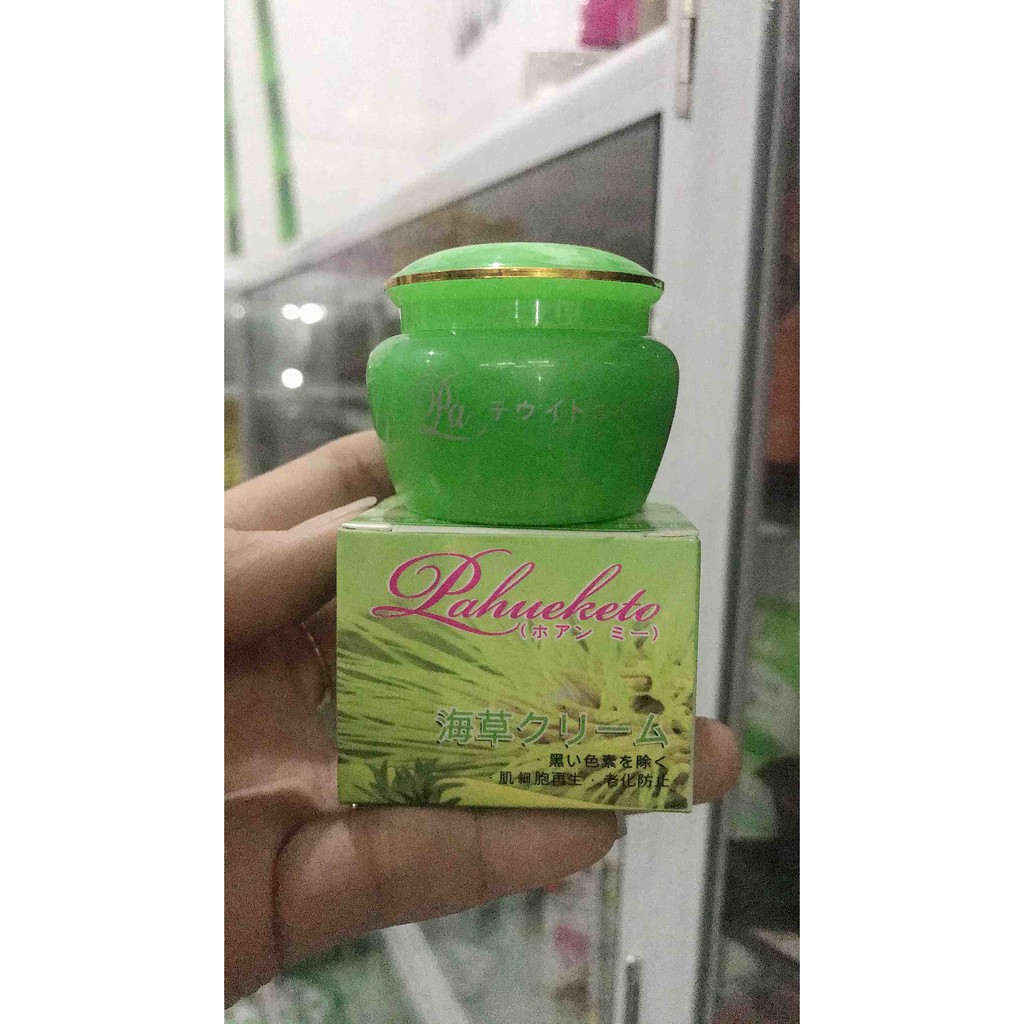 Pa テウイト
Pahueketo
(ホアン ミー)
海草クリーム
黑い色素を除く
· 肌細胞再生 · 老化防止